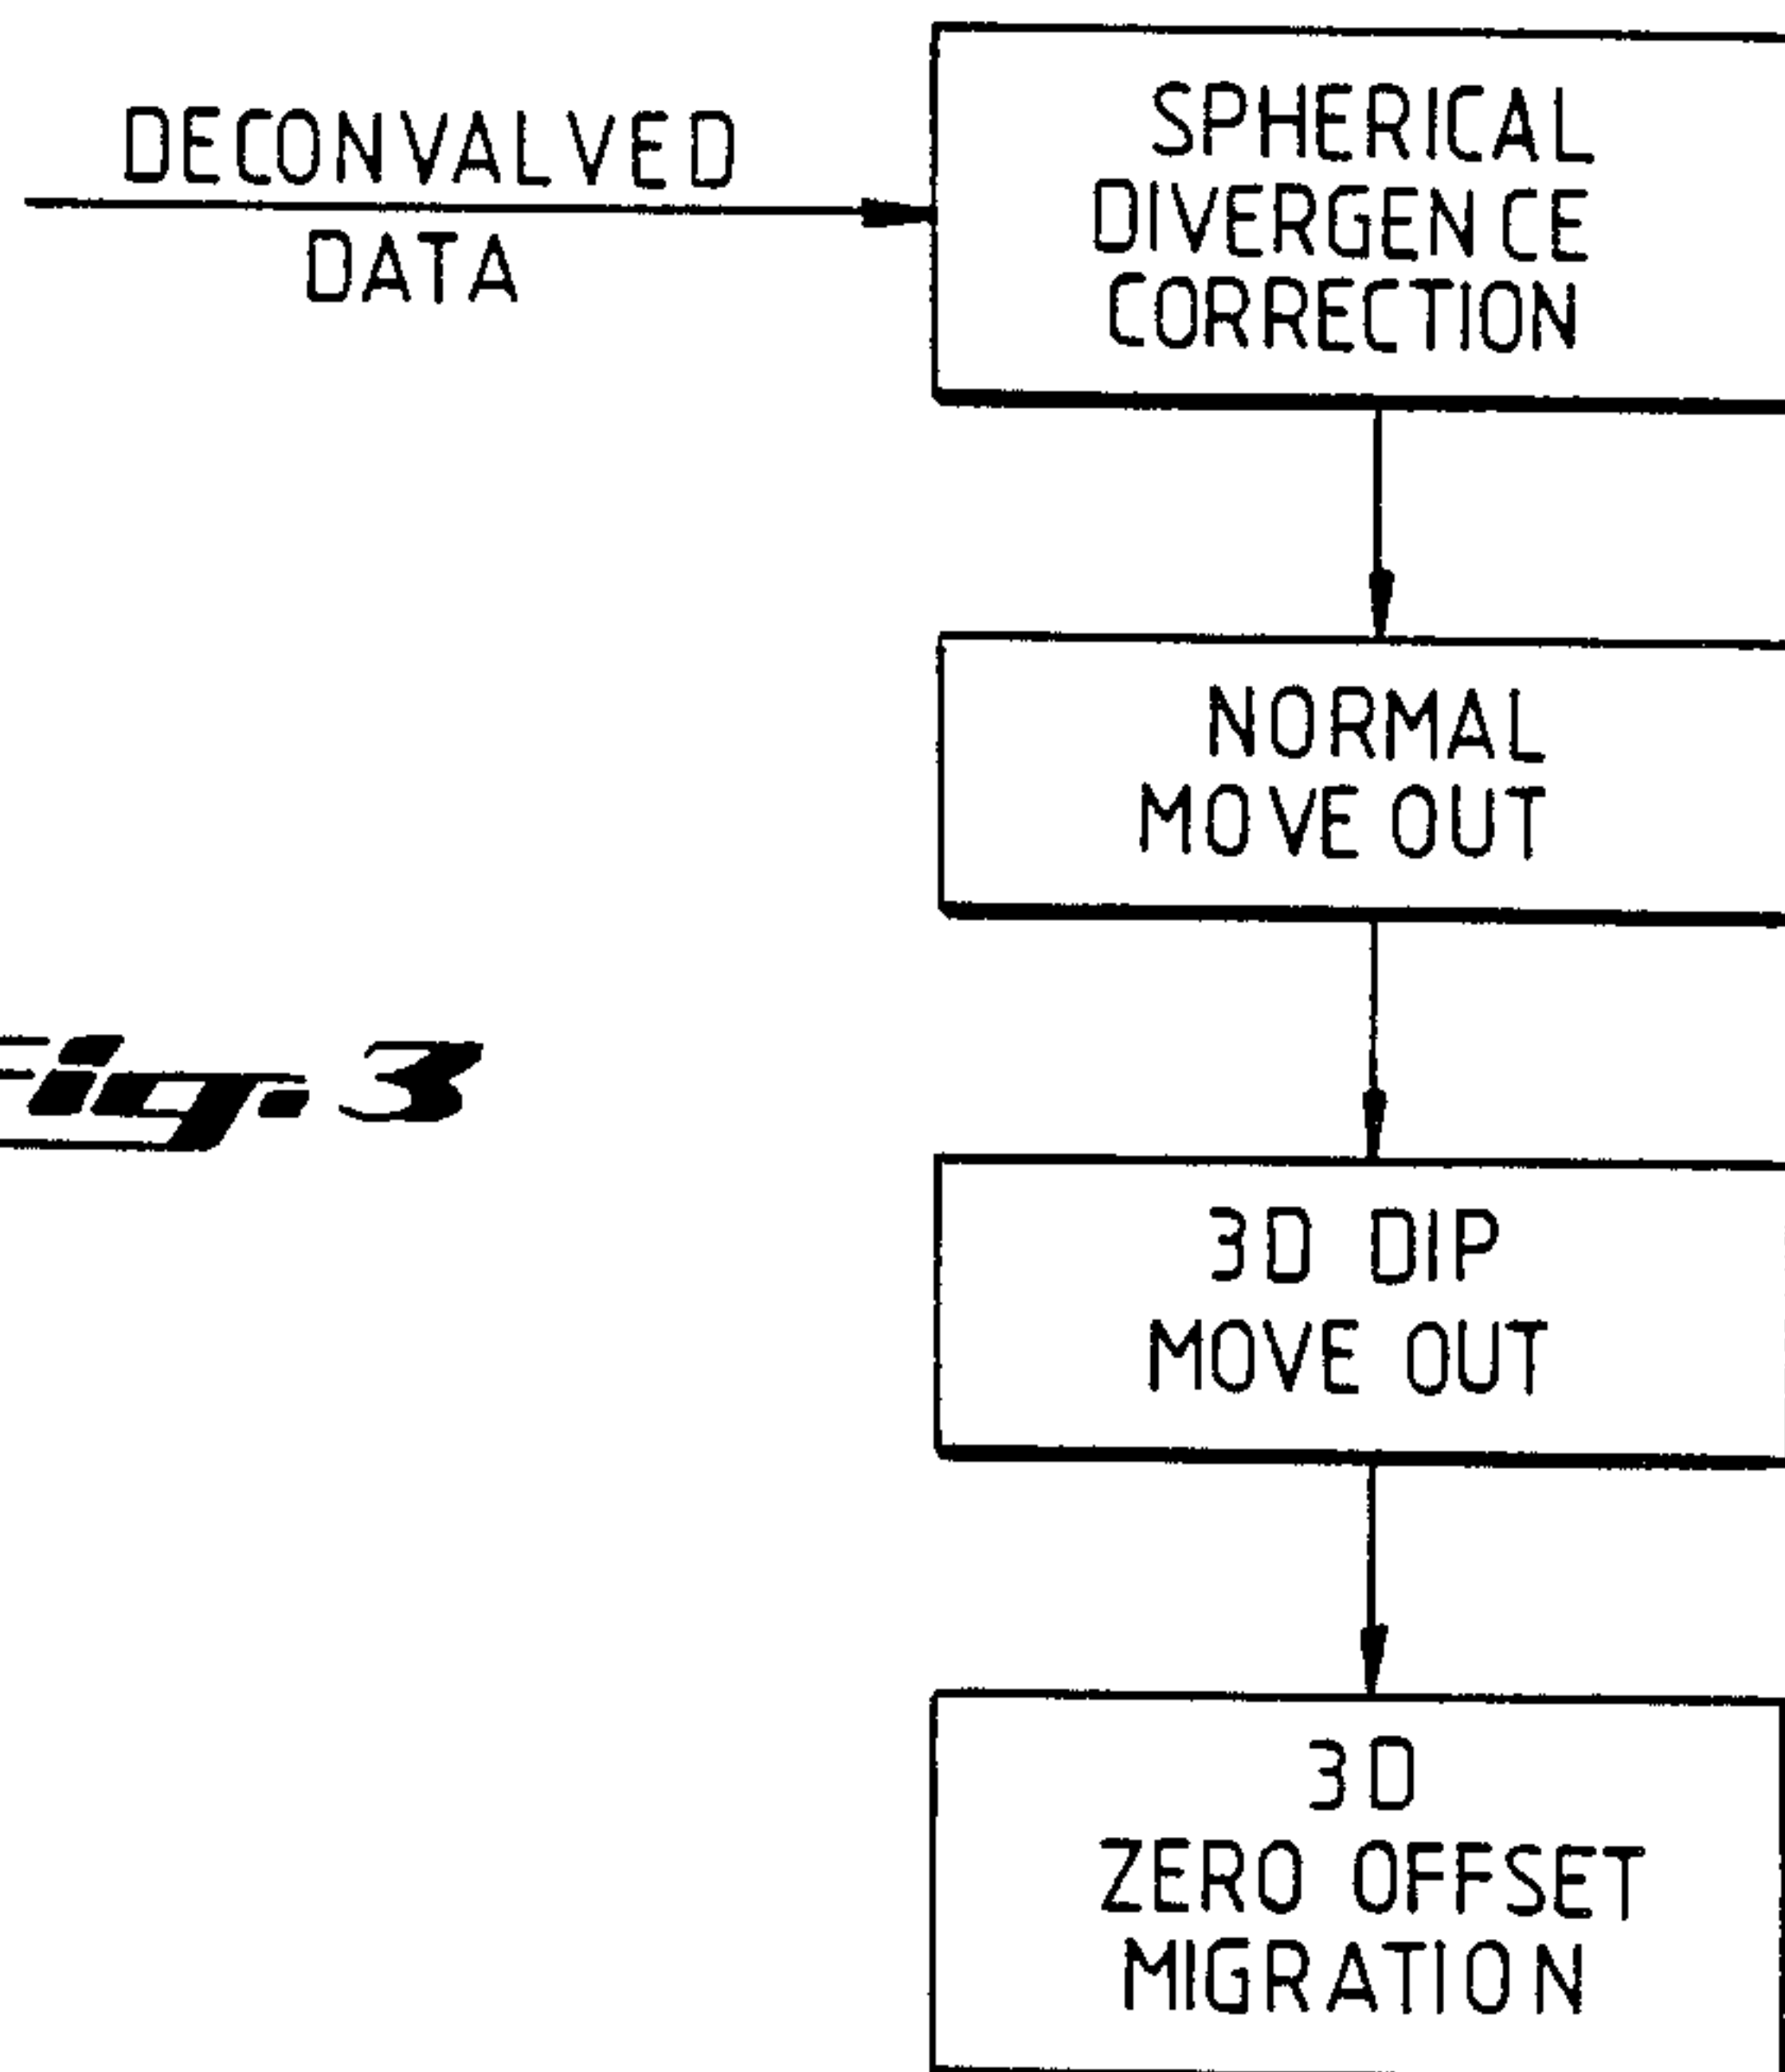 DECONVALVED
DATA
SPHERICAL
DIVERGENCE
CORRECTION
NORMAL
MOVE OUT
Fig. 3
3D DIP
MOVE OUT
3D
ZERO OFFSET
MIGRATION